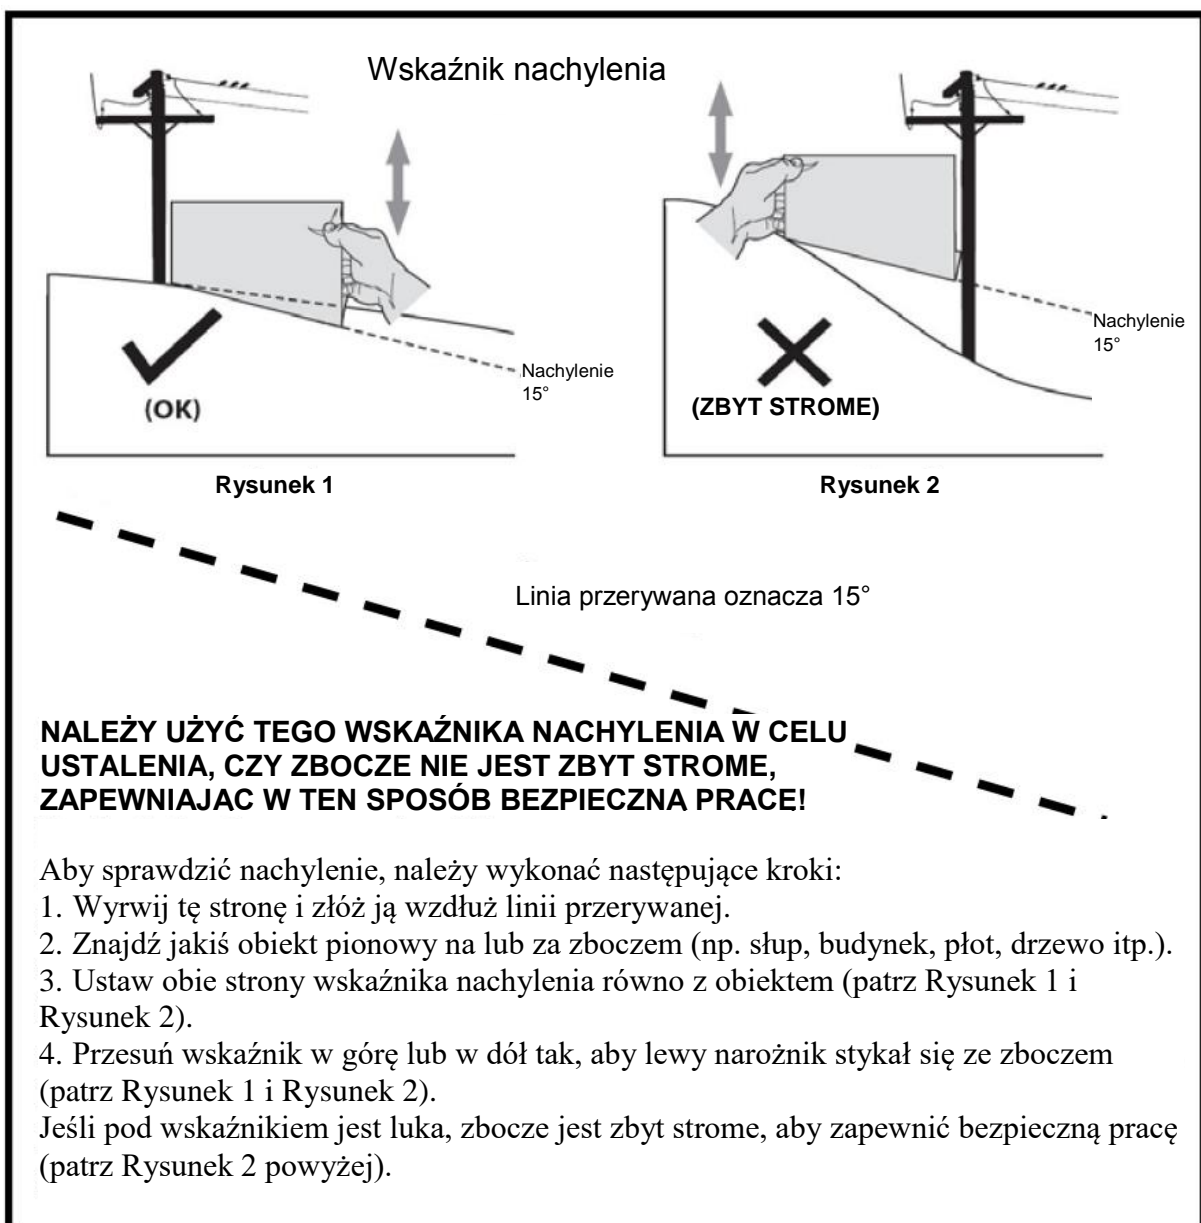 Wskaźnik nachylenia
Nachylenie
15°
(OK)
Rysunek 1
Nachylenie
15°
(ZBYT STROME)
Rysunek 2
Linia przerywana oznacza 15°
NALEŻY UŻYĆ TEGO WSKAŹNIKA NACHYLENIA W CELU
USTALENIA, CZY ZBOCZE NIE JEST ZBYT STROME,
ZAPEWNIAJAC W TEN SPOSÓB BEZPIECZNA PRACE!
Aby sprawdzić nachylenie, należy wykonać następujące kroki:
1. Wyrwij tę stronę i złóż ją wzdłuż linii przerywanej.
2. Znajdź jakiś obiekt pionowy na lub za zboczem (np. słup, budynek, płot, drzewo itp.).
3. Ustaw obie strony wskaźnika nachylenia równo z obiektem (patrz Rysunek 1 i
Rysunek 2).
4. Przesuń wskaźnik w górę lub w dół tak, aby lewy narożnik stykał się ze zboczem
(patrz Rysunek 1 i Rysunek 2).
Jeśli pod wskaźnikiem jest luka, zbocze jest zbyt strome, aby zapewnić bezpieczną pracę
(patrz Rysunek 2 powyżej).